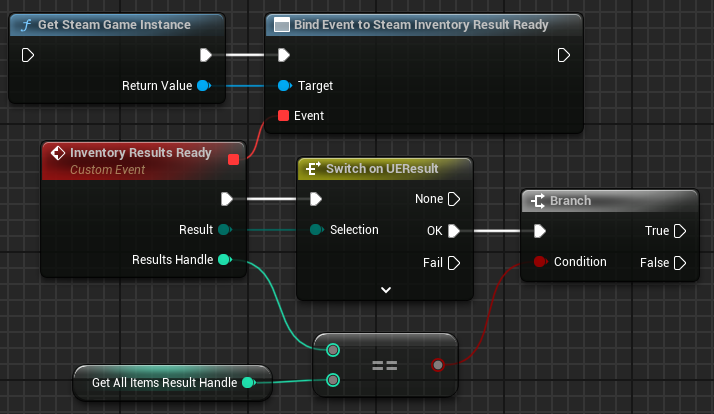 Get Steam Game Instance
Bind Event to Steam Inventory Result Ready
Return Value
Target
Event
Inventory Results Ready
Custom Event
Result
Results Handle
Switch on UEResult
Selection
None
OK
Fail
Branch
Condition
True
False
Get All Items Result Handle
==